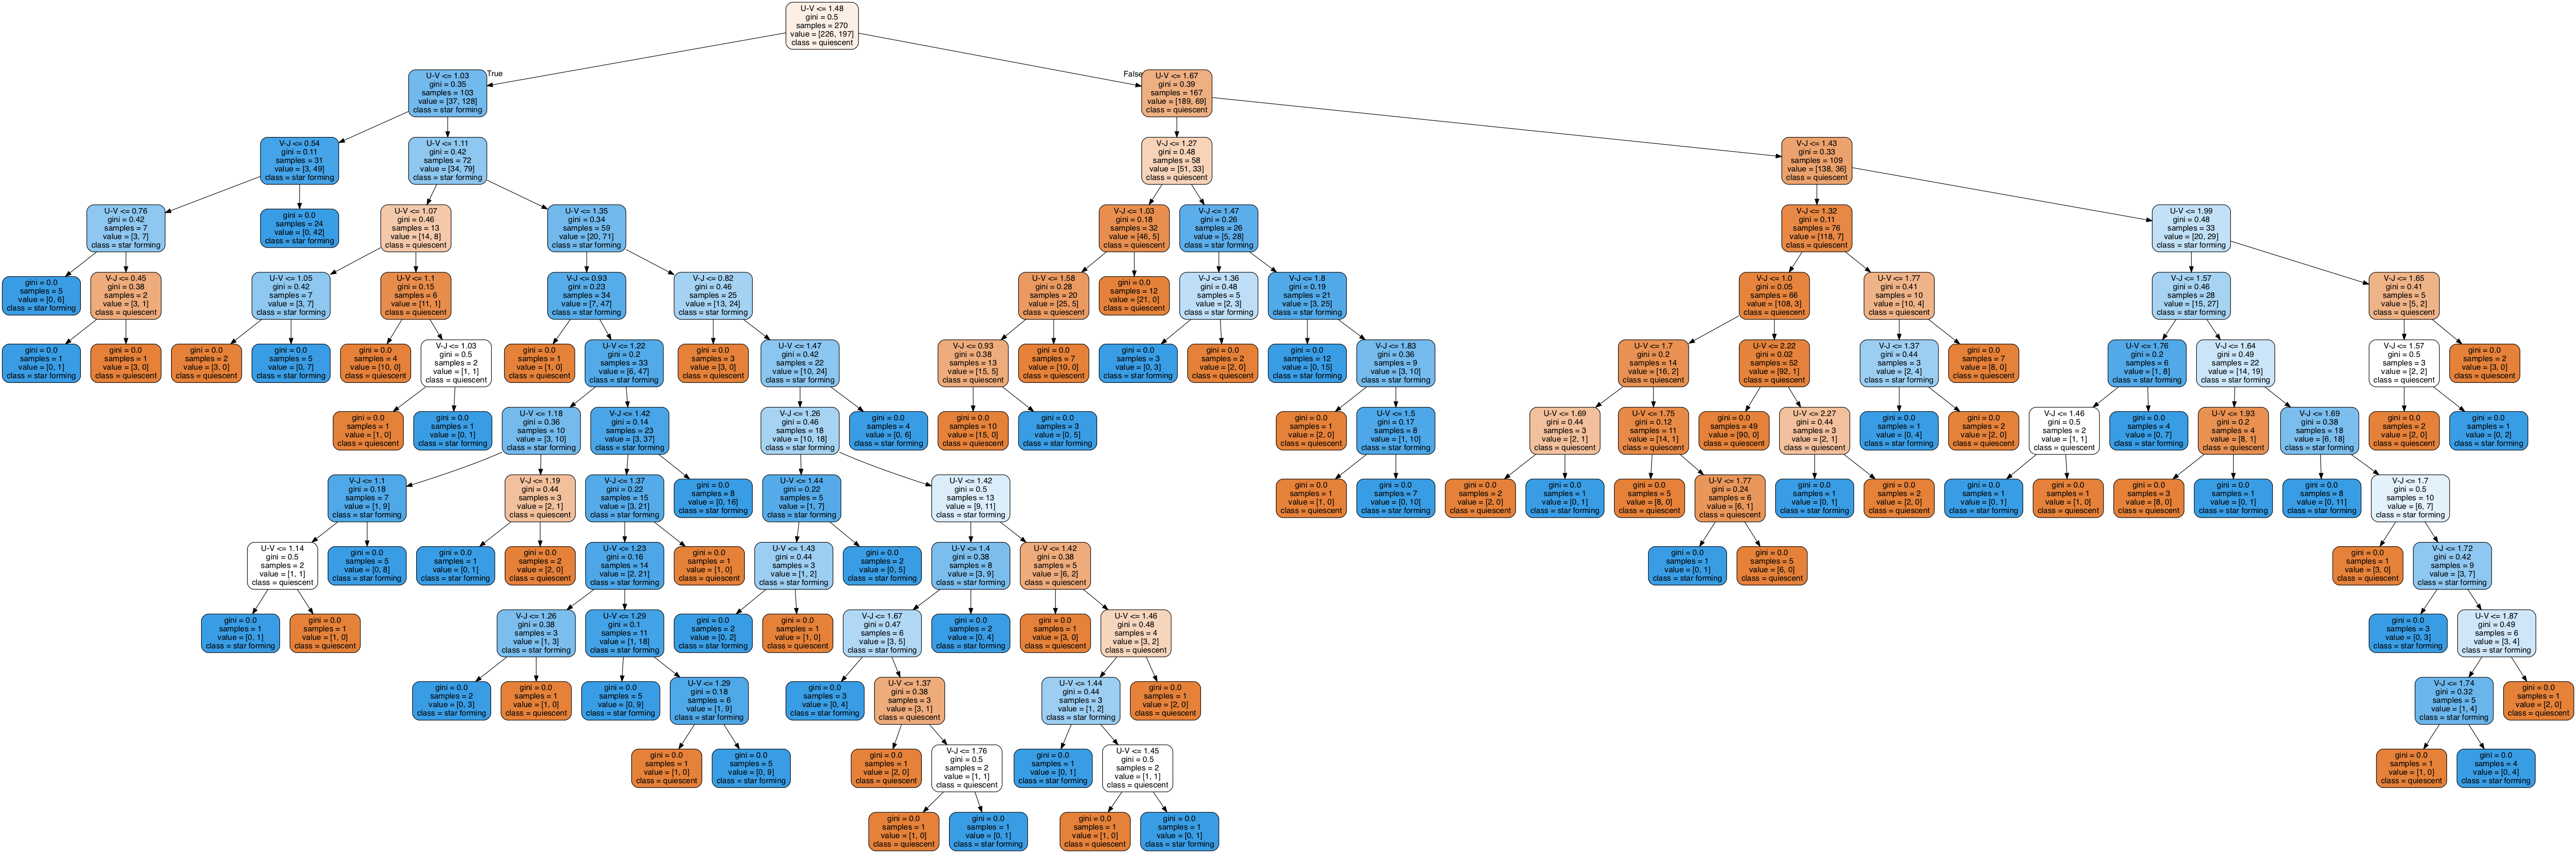 U-V <= 1.48
gini = 0.5
samples = 270
value = [226, 197]
class = quiescent
True
False
U-V <= 1.03
gini = 0.35
samples = 103
value = [37, 128]
class = star forming
U-V <= 1.67
gini = 0.39
samples = 167
value = [189, 69]
class = quiescent
V-J <= 0.54
gini = 0.11
samples = 31
value = [3, 49]
class = star forming
U-V <= 1.11
gini = 0.42
samples = 72
value = [34, 79]
class = star forming
V-J <= 1.27
gini = 0.48
samples = 58
value = [51, 33]
class = quiescent
V-J <= 1.43
gini = 0.33
samples = 109
value = [138, 36]
class = quiescent
U-V <= 0.76
gini = 0.42
samples = 7
value = [3, 7]
class = star forming
gini = 0.0
samples = 24
value = [0, 42]
class = star forming
U-V <= 1.07
gini = 0.46
samples = 13
value = [14, 8]
class = quiescent
U-V <= 1.35
gini = 0.34
samples = 59
value = [20, 71]
class = star forming
V-J <= 1.03
gini = 0.18
samples = 32
value = [46, 5]
class = quiescent
V-J <= 1.47
gini = 0.26
samples = 26
value = [5, 28]
class = star forming
V-J <= 1.32
gini = 0.11
samples = 76
value = [118, 7]
class = quiescent
U-V <= 1.99
gini = 0.48
samples = 33
value = [20, 29]
class = star forming
gini = 0.0
samples = 5
value = [0, 6]
class = star forming
V-J <= 0.45
gini = 0.38
samples = 2
value = [3, 1]
class = quiescent
U-V <= 1.05
gini = 0.42
samples = 7
value = [3, 7]
class = star forming
U-V <= 1.1
gini = 0.15
samples = 6
value = [11, 1]
class = quiescent
V-J <= 0.93
gini = 0.23
samples = 34
value = [7, 47]
class = star forming
V-J <= 0.82
gini = 0.46
samples = 25
value = [13, 24]
class = star forming
U-V <= 1.58
gini = 0.28
samples = 20
value = [25, 5]
class = quiescent
gini = 0.0
samples = 12
value = [21, 0]
class = quiescent
V-J <= 1.36
gini = 0.48
samples = 5
value = [2, 3]
class = star forming
V-J <= 1.8
gini = 0.19
samples = 21
value = [3, 25]
class = star forming
V-J <= 1.0
gini = 0.05
samples = 66
value = [108, 3]
class = quiescent
U-V <= 1.77
gini = 0.41
samples = 10
value = [10, 4]
class = quiescent
V-J <= 1.57
gini = 0.46
samples = 28
value = [15, 27]
class = star forming
V-J <= 1.65
gini = 0.41
samples = 5
value = [5, 2]
class = quiescent
gini = 0.0
samples = 1
value = [0, 1]
class = star forming
gini = 0.0
samples = 1
value = [3, 0]
class = quiescent
gini = 0.0
samples = 2
value = [3, 0]
class = quiescent
gini = 0.0
samples = 5
value = [0, 7]
class = star forming
gini = 0.0
samples = 4
value = [10, 0]
class = quiescent
V-J <= 1.03
gini = 0.5
samples = 2
value = [1, 1]
class = quiescent
gini = 0.0
samples = 1
value = [1, 0]
class = quiescent
U-V <= 1.22
gini = 0.2
samples = 33
value = [6, 47]
class = star forming
gini = 0.0
samples = 3
value = [3, 0]
class = quiescent
U-V <= 1.47
gini = 0.42
samples = 22
value = [10, 24]
class = star forming
V-J <= 0.93
gini = 0.38
samples = 13
value = [15, 5]
class = quiescent
gini = 0.0
samples = 7
value = [10, 0]
class = quiescent
gini = 0.0
samples = 3
value = [0, 3]
class = star forming
gini = 0.0
samples = 2
value = [2, 0]
class = quiescent
gini = 0.0
samples = 12
value = [0, 15]
class = star forming
V-J <= 1.83
gini = 0.36
samples = 9
value = [3, 10]
class = star forming
U-V <= 1.7
gini = 0.2
samples = 14
value = [16, 2]
class = quiescent
U-V <= 2.22
gini = 0.02
samples = 52
value = [92, 1]
class = quiescent
V-J <= 1.37
gini = 0.44
samples = 3
value = [2, 4]
class = star forming
gini = 0.0
samples = 7
value = [8, 0]
class = quiescent
U-V <= 1.76
gini = 0.2
samples = 6
value = [1, 8]
class = star forming
V-J <= 1.64
gini = 0.49
samples = 22
value = [14, 19]
class = star forming
V-J <= 1.57
gini = 0.5
samples = 3
value = [2, 2]
class = quiescent
gini = 0.0
samples = 2
value = [3, 0]
class = quiescent
gini = 0.0
samples = 1
value = [1, 0]
class = quiescent
gini = 0.0
samples = 1
value = [0, 1]
class = star forming
U-V <= 1.18
gini = 0.36
samples = 10
value = [3, 10]
class = star forming
V-J <= 1.42
gini = 0.14
samples = 23
value = [3, 37]
class = star forming
V-J <= 1.26
gini = 0.46
samples = 18
value = [10, 18]
class = star forming
gini = 0.0
samples = 4
value = [0, 6]
class = star forming
gini = 0.0
samples = 10
value = [15, 0]
class = quiescent
gini = 0.0
samples = 3
value = [0, 5]
class = star forming
gini = 0.0
samples = 1
value = [2, 0]
class = quiescent
U-V <= 1.5
gini = 0.17
samples = 8
value = [1, 10]
class = star forming
U-V <= 1.69
gini = 0.44
samples = 3
value = [2, 1]
class = quiescent
U-V <= 1.75
gini = 0.12
samples = 11
value = [14, 1]
class = quiescent
gini = 0.0
samples = 49
value = [90, 0]
class = quiescent
U-V <= 2.27
gini = 0.44
samples = 3
value = [2, 1]
class = quiescent
gini = 0.0
samples = 1
value = [0, 4]
class = star forming
gini = 0.0
samples = 2
value = [2, 0]
class = quiescent
V-J <= 1.46
gini = 0.5
samples = 2
value = [1, 1]
class = quiescent
gini = 0.0
samples = 4
value = [0, 7]
class = star forming
U-V <= 1.93
gini = 0.2
samples = 4
value = [8, 1]
class = quiescent
V-J <= 1.69
gini = 0.38
samples = 18
value = [6, 18]
class = star forming
gini = 0.0
samples = 2
value = [2, 0]
class = quiescent
gini = 0.0
samples = 1
value = [0, 2]
class = star forming
V-J <= 1.1
gini = 0.18
samples = 7
value = [1, 9]
class = star forming
V-J <= 1.19
gini = 0.44
samples = 3
value = [2, 1]
class = quiescent
V-J <= 1.37
gini = 0.22
samples = 15
value = [3, 21]
class = star forming
gini = 0.0
samples = 8
value = [0, 16]
class = star forming
U-V <= 1.44
gini = 0.22
samples = 5
value = [1, 7]
class = star forming
U-V <= 1.42
gini = 0.5
samples = 13
value = [9, 11]
class = star forming
gini = 0.0
samples = 1
value = [1, 0]
class = quiescent
gini = 0.0
samples = 7
value = [0, 10]
class = star forming
gini = 0.0
samples = 2
value = [2, 0]
class = quiescent
gini = 0.0
samples = 1
value = [0, 1]
class = star forming
gini = 0.0
samples = 5
value = [8, 0]
class = quiescent
U-V <= 1.77
gini = 0.24
samples = 6
value = [6, 1]
class = quiescent
gini = 0.0
samples = 1
value = [0, 1]
class = star forming
gini = 0.0
samples = 2
value = [2, 0]
class = quiescent
gini = 0.0
samples = 1
value = [0, 1]
class = star forming
gini = 0.0
samples = 1
value = [1, 0]
class = quiescent
gini = 0.0
samples = 3
value = [8, 0]
class = quiescent
gini = 0.0
samples = 1
value = [0, 1]
class = star forming
gini = 0.0
samples = 8
value = [0, 11]
class = star forming
V-J <= 1.7
gini = 0.5
samples = 10
value = [6, 7]
class = star forming
U-V <= 1.14
gini = 0.5
samples = 2
value = [1, 1]
class = quiescent
gini = 0.0
samples = 5
value = [0, 8]
class = star forming
gini = 0.0
samples = 1
value = [0, 1]
class = star forming
gini = 0.0
samples = 2
value = [2, 0]
class = quiescent
U-V <= 1.23
gini = 0.16
samples = 14
value = [2, 21]
class = star forming
gini = 0.0
samples = 1
value = [1, 0]
class = quiescent
U-V <= 1.43
gini = 0.44
samples = 3
value = [1, 2]
class = star forming
gini = 0.0
samples = 2
value = [0, 5]
class = star forming
U-V <= 1.4
gini = 0.38
samples = 8
value = [3, 9]
class = star forming
U-V <= 1.42
gini = 0.38
samples = 5
value = [6, 2]
class = quiescent
gini = 0.0
samples = 1
value = [0, 1]
class = star forming
gini = 0.0
samples = 5
value = [6, 0]
class = quiescent
gini = 0.0
samples = 1
value = [3, 0]
class = quiescent
V-J <= 1.72
gini = 0.42
samples = 9
value = [3, 7]
class = star forming
gini = 0.0
samples = 1
value = [0, 1]
class = star forming
gini = 0.0
samples = 1
value = [1, 0]
class = quiescent
V-J <= 1.26
gini = 0.38
samples = 3
value = [1, 3]
class = star forming
U-V <= 1.29
gini = 0.1
samples = 11
value = [1, 18]
class = star forming
gini = 0.0
samples = 2
value = [0, 2]
class = star forming
gini = 0.0
samples = 1
value = [1, 0]
class = quiescent
V-J <= 1.67
gini = 0.47
samples = 6
value = [3, 5]
class = star forming
gini = 0.0
samples = 2
value = [0, 4]
class = star forming
gini = 0.0
samples = 1
value = [3, 0]
class = quiescent
U-V <= 1.46
gini = 0.48
samples = 4
value = [3, 2]
class = quiescent
gini = 0.0
samples = 3
value = [0, 3]
class = star forming
U-V <= 1.87
gini = 0.49
samples = 6
value = [3, 4]
class = star forming
gini = 0.0
samples = 2
value = [0, 3]
class = star forming
gini = 0.0
samples = 1
value = [1, 0]
class = quiescent
gini = 0.0
samples = 5
value = [0, 9]
class = star forming
U-V <= 1.29
gini = 0.18
samples = 6
value = [1, 9]
class = star forming
gini = 0.0
samples = 3
value = [0, 4]
class = star forming
U-V <= 1.37
gini = 0.38
samples = 3
value = [3, 1]
class = quiescent
U-V <= 1.44
gini = 0.44
samples = 3
value = [1, 2]
class = star forming
gini = 0.0
samples = 1
value = [2, 0]
class = quiescent
V-J <= 1.74
gini = 0.32
samples = 5
value = [1, 4]
class = star forming
gini = 0.0
samples = 1
value = [2, 0]
class = quiescent
gini = 0.0
samples = 1
value = [1, 0]
class = quiescent
gini = 0.0
samples = 5
value = [0, 9]
class = star forming
gini = 0.0
samples = 1
value = [2, 0]
class = quiescent
V-J <= 1.76
gini = 0.5
samples = 2
value = [1, 1]
class = quiescent
gini = 0.0
samples = 1
value = [0, 1]
class = star forming
U-V <= 1.45
gini = 0.5
samples = 2
value = [1, 1]
class = quiescent
gini = 0.0
samples = 1
value = [1, 0]
class = quiescent
gini = 0.0
samples = 4
value = [0, 4]
class = star forming
gini = 0.0
samples = 1
value = [1, 0]
class = quiescent
gini = 0.0
samples = 1
value = [0, 1]
class = star forming
gini = 0.0
samples = 1
value = [1, 0]
class = quiescent
gini = 0.0
samples = 1
value = [0, 1]
class = star forming